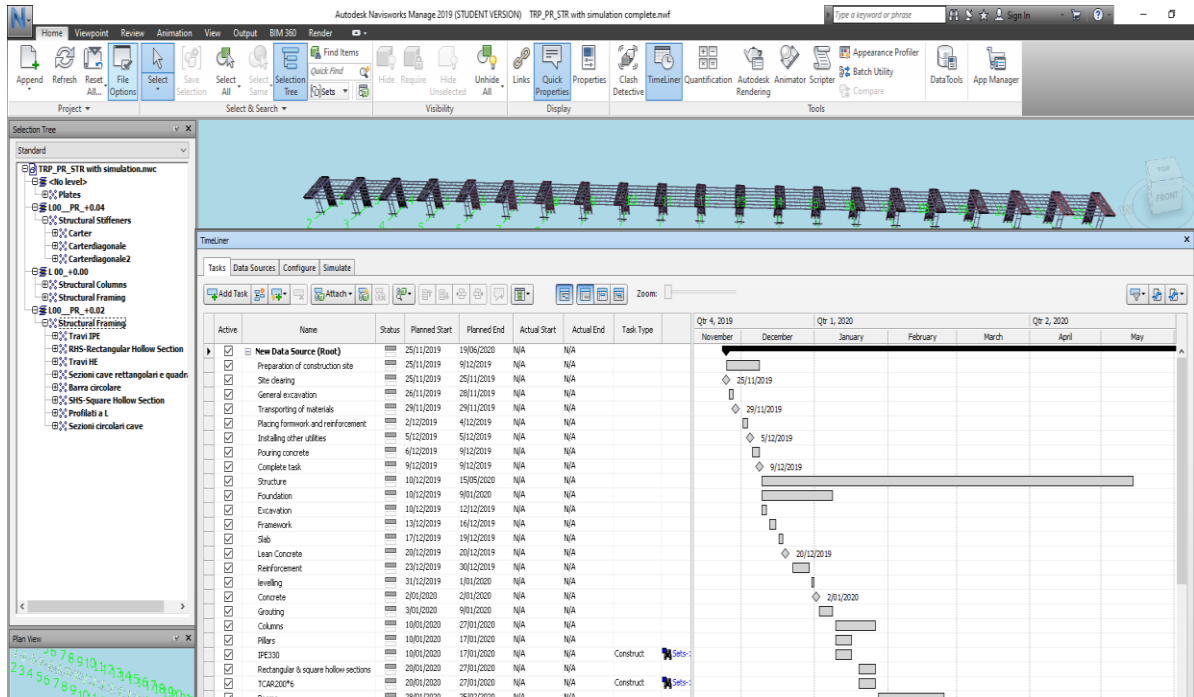 Autodesk Navisworks Manage 2019 (STUDENT VERSION) TRP_PR_STR with simulation complete.nwf
Type a keyword or phrase
Sign In
N
Home Viewpoint Review Animation View Output BIM 360 Render
Append Refresh Reset All... File Options
Select Save Selection Select All Select Same Selection Tree
Find Items
Quick Find
Sets
Hide Require Hide Unselected Unhide All
Links Quick Properties Properties
Clash Detective TimeLiner Quantification Autodesk Rendering Animator Scripter
Appearance Profiler
Batch Utility
Compare
DataTools App Manager
Project Select & Search Visibility Display Tools
Selection Tree
Standard
TRP_PR_STR with simulation.nwc
<No level>
Plates
L00__PR_+0.04
Structural Stiffeners
Carter
Carterdiagonale
Carterdiagonale2
L 00_+0.00
Structural Columns
Structural Framing
L00__PR_+0.02
Structural Framing
Travi IPE
RHS-Rectangular Hollow Section
Travi HE
Sezioni cave rettangolari e quadr
Barra circolare
SHS-Square Hollow Section
Profilati a L
Sezioni circolari cave
Plan View
TOP
FRONT
TimeLiner
Tasks Data Sources Configure Simulate
Add Task Attach Zoom:
Active Name Status Planned Start Planned End Actual Start Actual End Task Type
Qtr 4, 2019 Qtr 1, 2020 Qtr 2, 2020
November December January February March April May
New Data Source (Root) 25/11/2019 19/06/2020 N/A N/A
Preparation of construction site 25/11/2019 9/12/2019 N/A N/A
Site clearing 25/11/2019 25/11/2019 N/A N/A 25/11/2019
General excavation 26/11/2019 28/11/2019 N/A N/A
Transporting of materials 29/11/2019 29/11/2019 N/A N/A 29/11/2019
Placing formwork and reinforcement 2/12/2019 4/12/2019 N/A N/A
Installing other utilities 5/12/2019 5/12/2019 N/A N/A 5/12/2019
Pouring concrete 6/12/2019 9/12/2019 N/A N/A
Complete task 9/12/2019 9/12/2019 N/A N/A 9/12/2019
Structure 10/12/2019 15/05/2020 N/A N/A
Foundation 10/12/2019 9/01/2020 N/A N/A
Excavation 10/12/2019 12/12/2019 N/A N/A
Framework 13/12/2019 16/12/2019 N/A N/A
Slab 17/12/2019 19/12/2019 N/A N/A
Lean Concrete 20/12/2019 20/12/2019 N/A N/A 20/12/2019
Reinforcement 23/12/2019 30/12/2019 N/A N/A
levelling 31/12/2019 1/01/2020 N/A N/A
Concrete 2/01/2020 2/01/2020 N/A N/A 2/01/2020
Grouting 3/01/2020 9/01/2020 N/A N/A
Columns 10/01/2020 27/01/2020 N/A N/A
Pillars 10/01/2020 17/01/2020 N/A N/A
IPE330 10/01/2020 17/01/2020 N/A N/A Construct Sets-
Rectangular & square hollow sections 20/01/2020 27/01/2020 N/A N/A
TCAR200*6 20/01/2020 27/01/2020 N/A N/A Construct Sets-